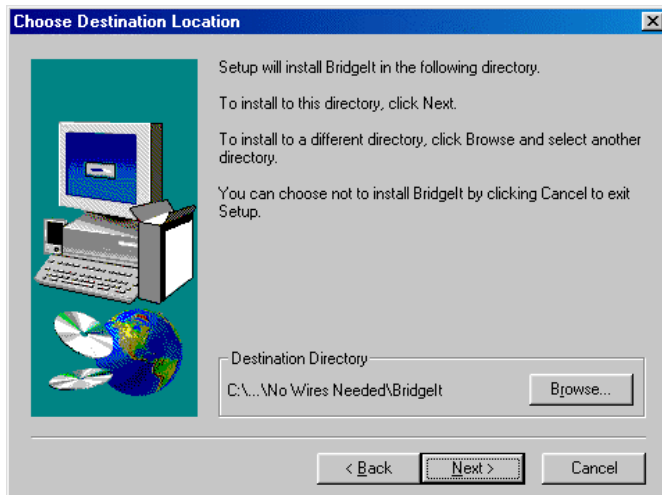 Choose Destination Location
Setup will install BridgeIt in the following directory.
To install to this directory, click Next.
To install to a different directory, click Browse and select another
directory.
You can choose not to install BridgeIt by clicking Cancel to exit
Setup.
Destination Directory
C:\...\No Wires Needed\BridgeIt
Browse...
< Back
Next >
Cancel